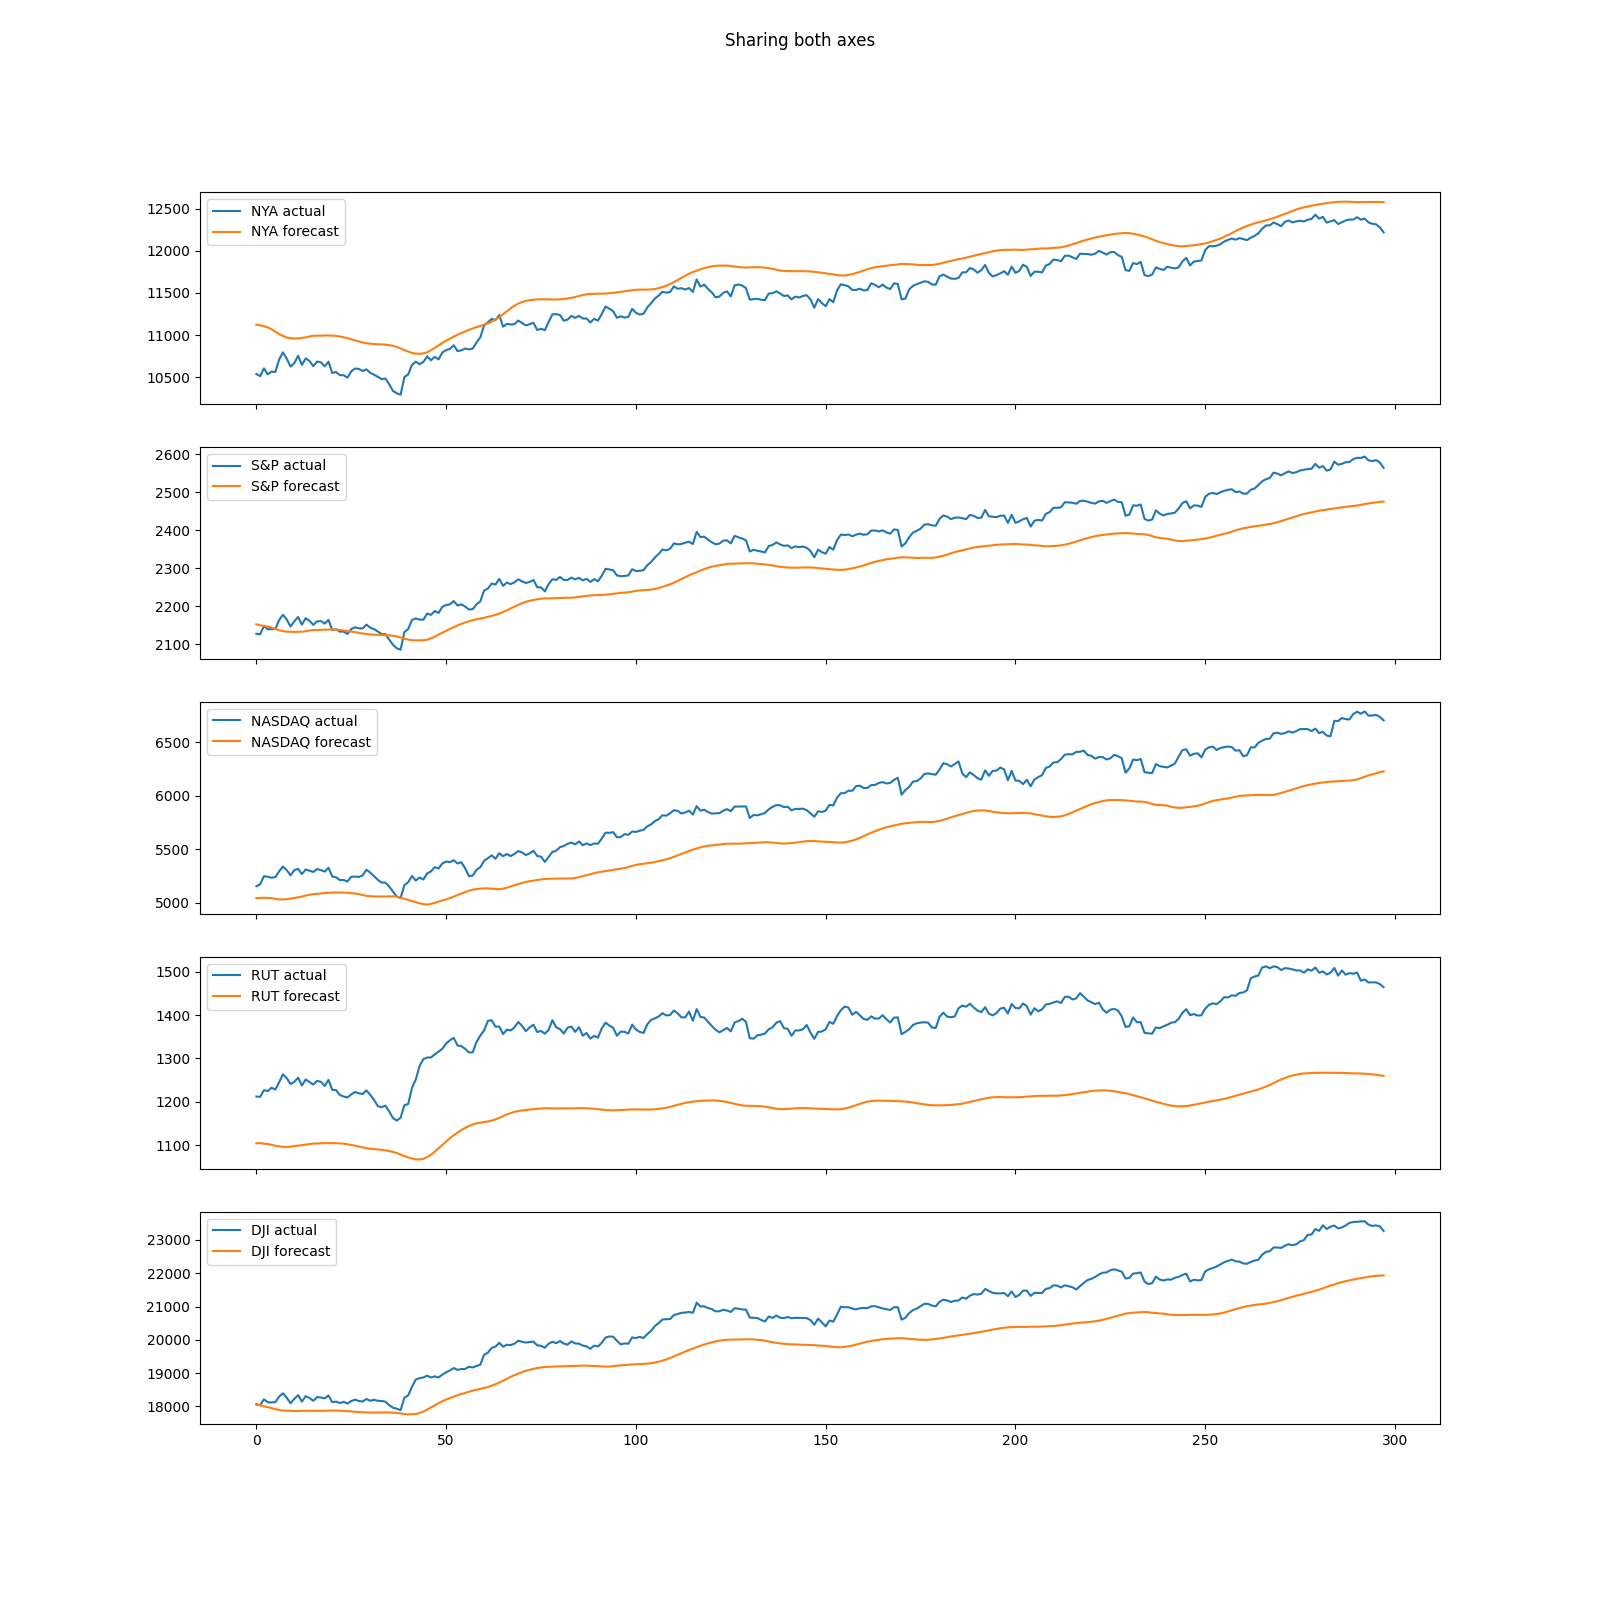 Sharing both axes
NYA actual
NYA forecast
12500
12000
11500
11000
10500
S&P actual
S&P forecast
2600
2500
2400
2300
2200
2100
NASDAQ actual
NASDAQ forecast
6500
6000
5500
5000
RUT actual
RUT forecast
1500
1400
1300
1200
1100
DJI actual
DJI forecast
23000
22000
21000
20000
19000
18000
0 50 100 150 200 250 300